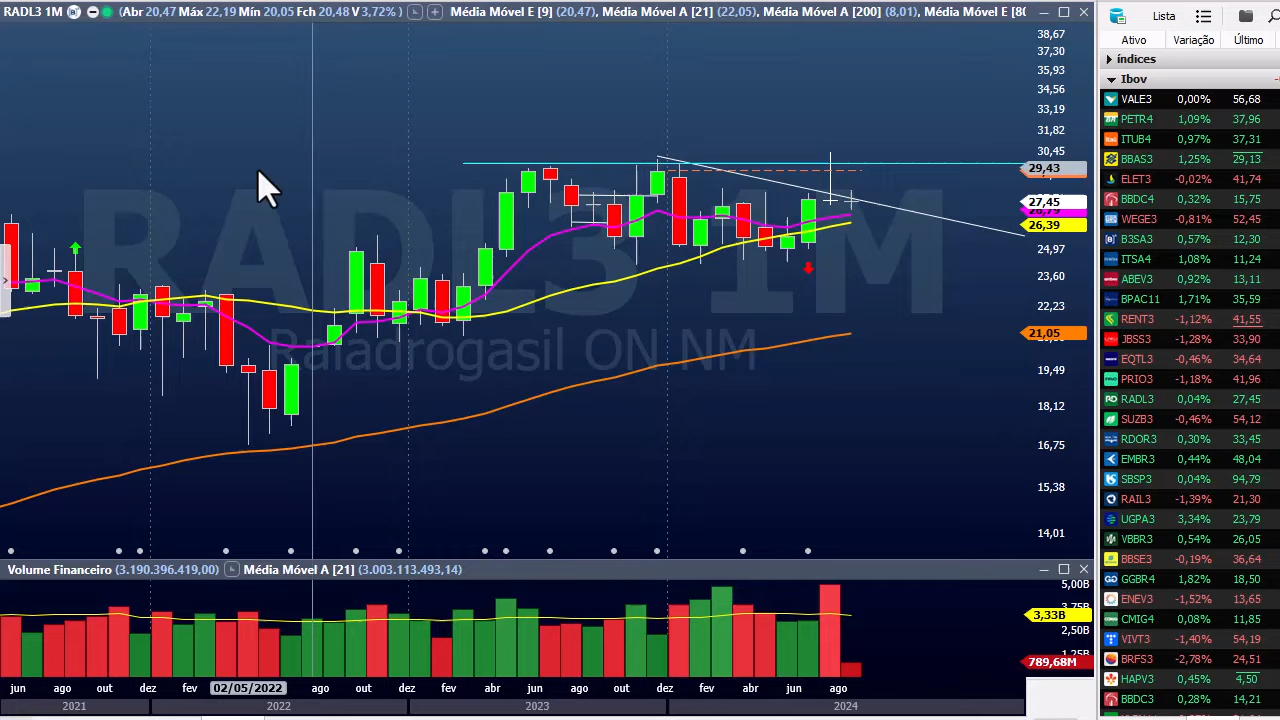 RADL3 1M (Abr 20,47 Máx 22,19 Mín 20,05 Fch 20,48 V 3,72% ) Média Móvel E [9] (20,47), Média Móvel A [21] (22,05), Média Móvel A [200] (8,01), Média Móvel E [80
38,67
37,30
35,93
34,56
33,19
31,82
30,45
29,43
27,45
26,39
24,97
23,60
22,23
21,05
19,49
18,12
16,75
15,38
14,01
RADL3 1M
RaiaDrogasil ON NM
Volume Financeiro (3.190.396.419,00) Média Móvel A [21] (3.003.113.493,14)
5,00B
3,75B
3,33B
2,50B
1,25B
789,68M
jun ago out dez fev ago dez fev abr jun ago out dez fev abr jun ago
2021 2022 2023 2024
Lista
Ativo Variação Último
índices
Ibov
VALE3 0,00% 56,68
PETR4 1,09% 37,96
ITUB4 0,97% 37,31
BBAS3 1,25% 29,13
ELET3 -0,02% 41,74
BBDC4 0,32% 15,75
WEGE3 -0,81% 52,45
B3SA3 0,57% 12,30
ITSA4 1,08% 11,24
ABEV3 0,92% 13,11
BPAC11 1,71% 35,59
RENT3 -1,12% 41,55
JBSS3 -1,28% 33,90
EQTL3 -0,46% 34,64
PRIO3 -1,18% 41,96
RADL3 0,04% 27,45
SUZB3 -0,46% 54,12
RDOR3 0,30% 33,45
EMBR3 0,44% 48,04
SBSP3 0,04% 94,79
RAIL3 -1,39% 21,30
UGPA3 3,34% 23,79
VBBR3 0,54% 26,05
BBSE3 -0,19% 36,64
GGBR4 1,82% 18,50
ENEV3 -1,52% 13,65
CMIG4 0,08% 11,85
VIVT3 -1,40% 54,19
BRFS3 -2,78% 24,51
HAPV3 0,45% 4,50
BBDC3 0,28% 14,21